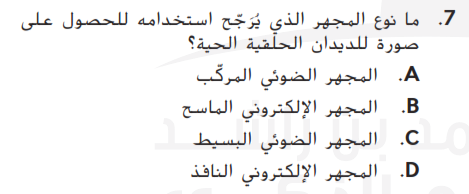 7. ما نوع المجهر الذي يُرَجّح استخدامه للحصول على
صورة للديدان الحلقية الحية؟
A. المجهر الضوئي المركّب
B. المجهر الإلكتروني الماسح
C. المجهر الضوئي البسيط
D. المجهر الإلكتروني النافذ